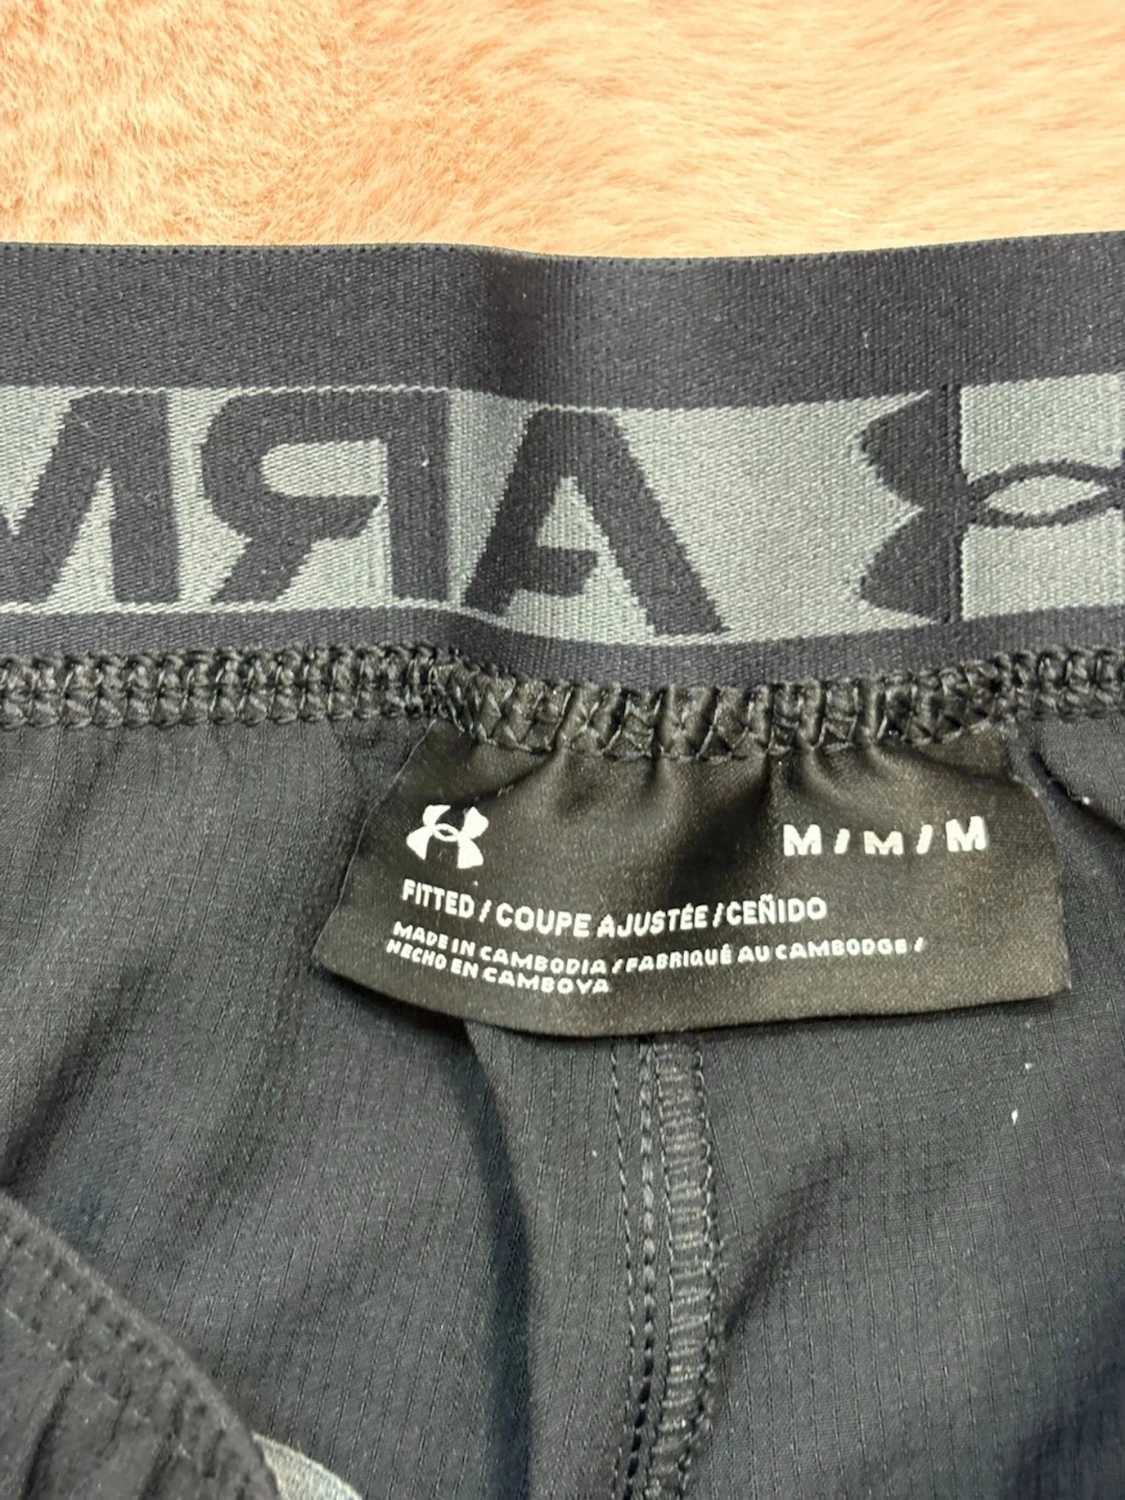 ARM
M / M / M
FITTED / COUPE AJUSTÉE / CEÑIDO
MADE IN CAMBODIA / FABRIQUÉ AU CAMBODGE /
HECHO EN CAMBOYA